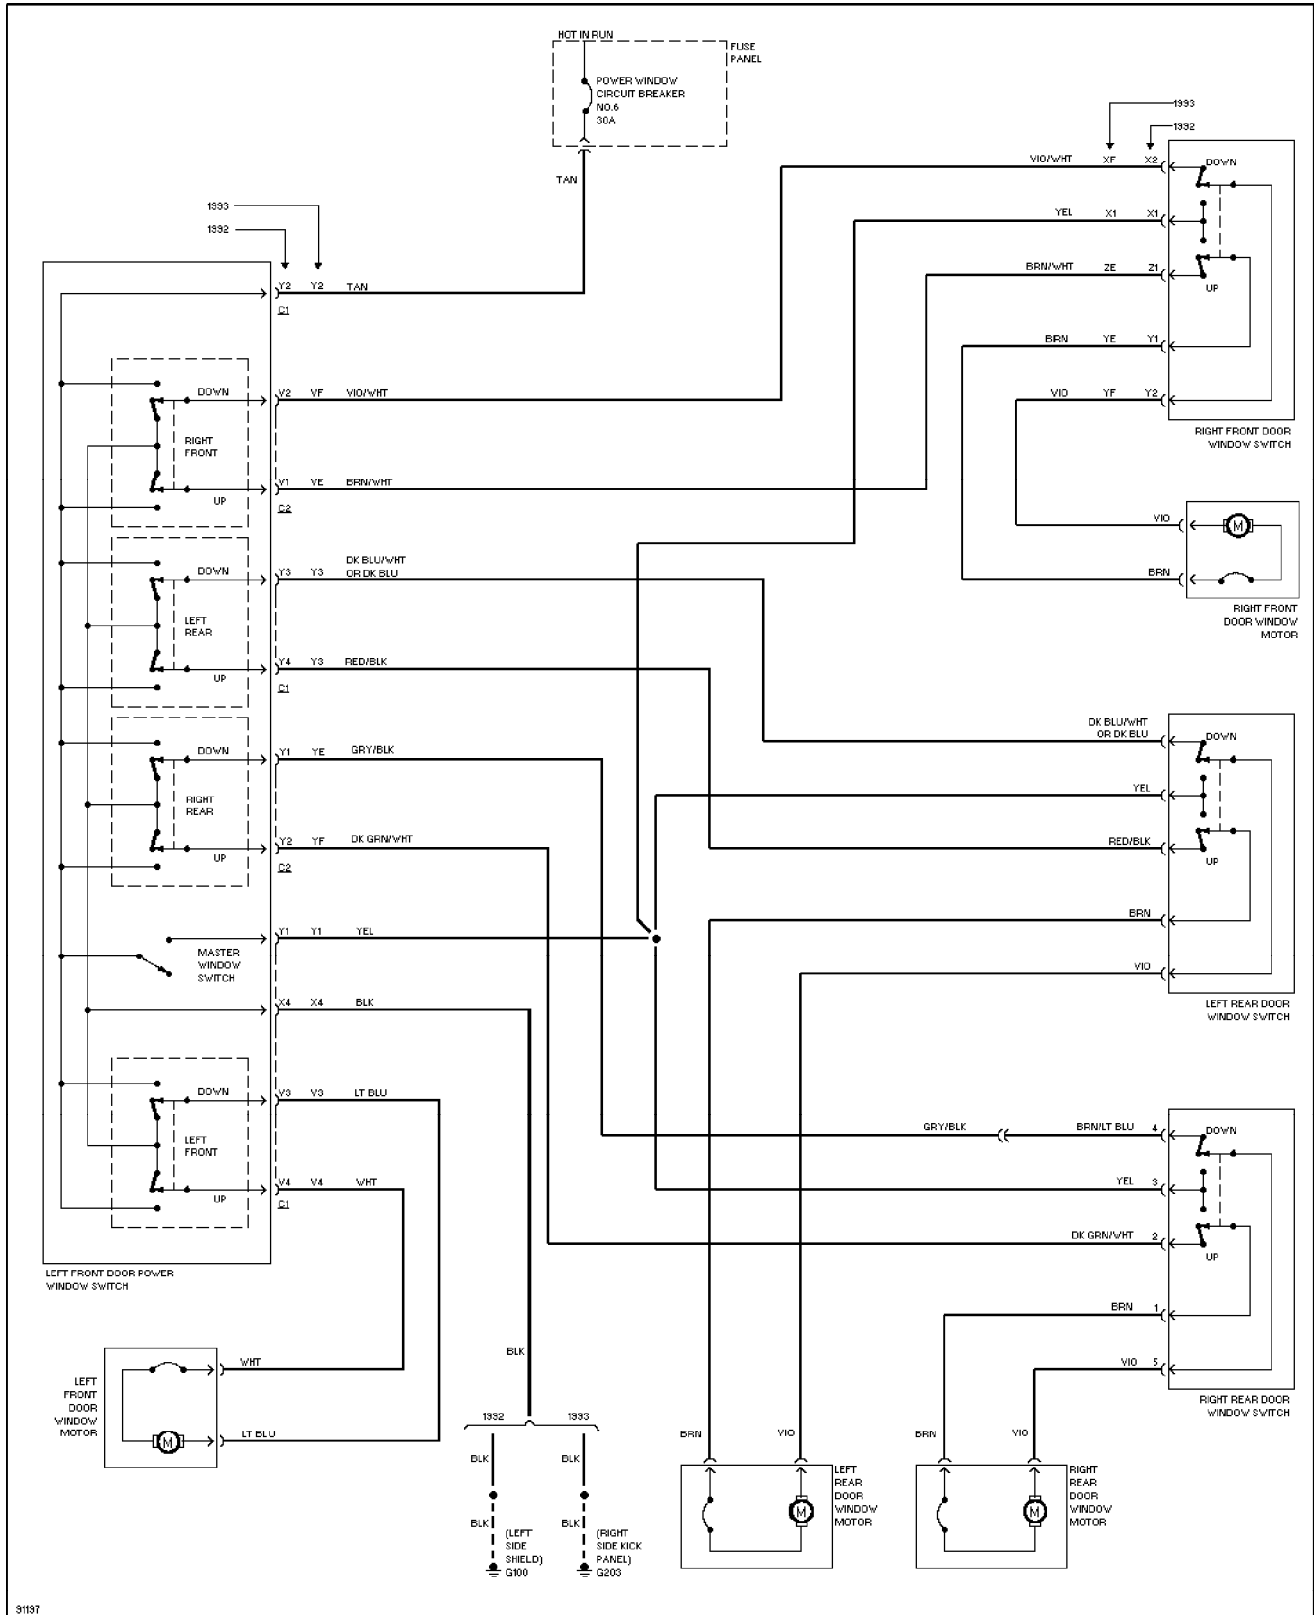 HOT IN RUN
FUSE
PANEL
POWER WINDOW
CIRCUIT BREAKER
NO.6
30A
TAN
1993
1992
1993
1992
Y2 Y2 TAN
C1
DOWN V2 VF VIO/WHT
RIGHT
FRONT
UP V1 VE BRN/WHT
C2
DK BLU/WHT
DOWN Y3 Y3 OR DK BLU
LEFT
REAR
UP Y4 Y3 RED/BLK
C1
DOWN Y1 YE GRY/BLK
RIGHT
REAR
UP Y2 YF DK GRN/WHT
C2
Y1 Y1 YEL
MASTER
WINDOW
SWITCH
X4 X4 BLK
DOWN V3 V3 LT BLU
LEFT
FRONT
UP V4 V4 WHT
C1
LEFT FRONT DOOR POWER
WINDOW SWITCH
VIO/WHT XF X2 DOWN
YEL X1 X1
BRN/WHT ZE Z1
UP
BRN YE Y1
VIO YF Y2
RIGHT FRONT DOOR
WINDOW SWITCH
VIO M
BRN
RIGHT FRONT
DOOR WINDOW
MOTOR
DK BLU/WHT
OR DK BLU DOWN
YEL
RED/BLK
UP
BRN
VIO
LEFT REAR DOOR
WINDOW SWITCH
GRY/BLK BRN/LT BLU 4 DOWN
YEL 3
DK GRN/WHT 2
UP
BRN 1
VIO 5
RIGHT REAR DOOR
WINDOW SWITCH
WHT
LEFT
FRONT
DOOR
WINDOW
MOTOR
M LT BLU
BLK
1992 1993
BLK BLK
BLK (LEFT
SIDE
SHIELD)
G100
BLK (RIGHT
SIDE KICK
PANEL)
G203
BRN VIO
M
LEFT
REAR
DOOR
WINDOW
MOTOR
BRN VIO
M
RIGHT
REAR
DOOR
WINDOW
MOTOR
91197